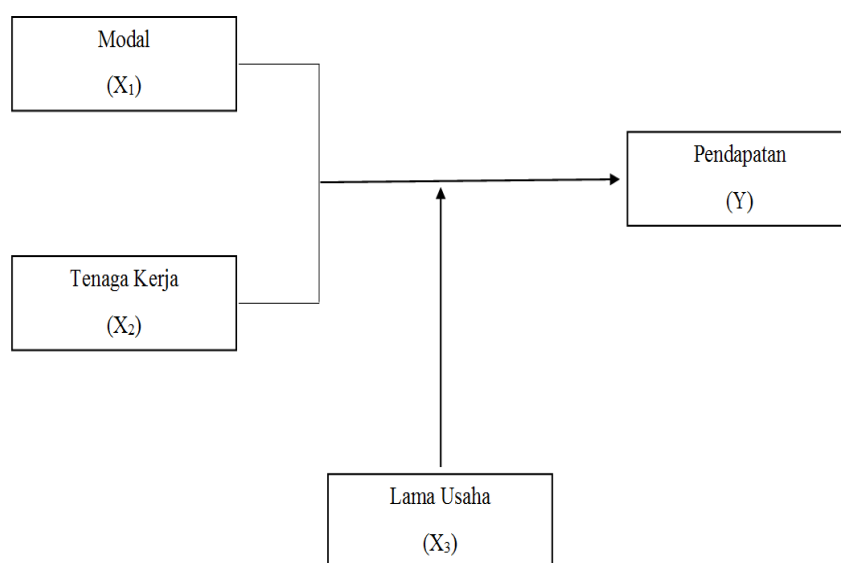 Modal
(X₁)
Pendapatan
(Y)
Tenaga Kerja
(X₂)
Lama Usaha
(X₃)